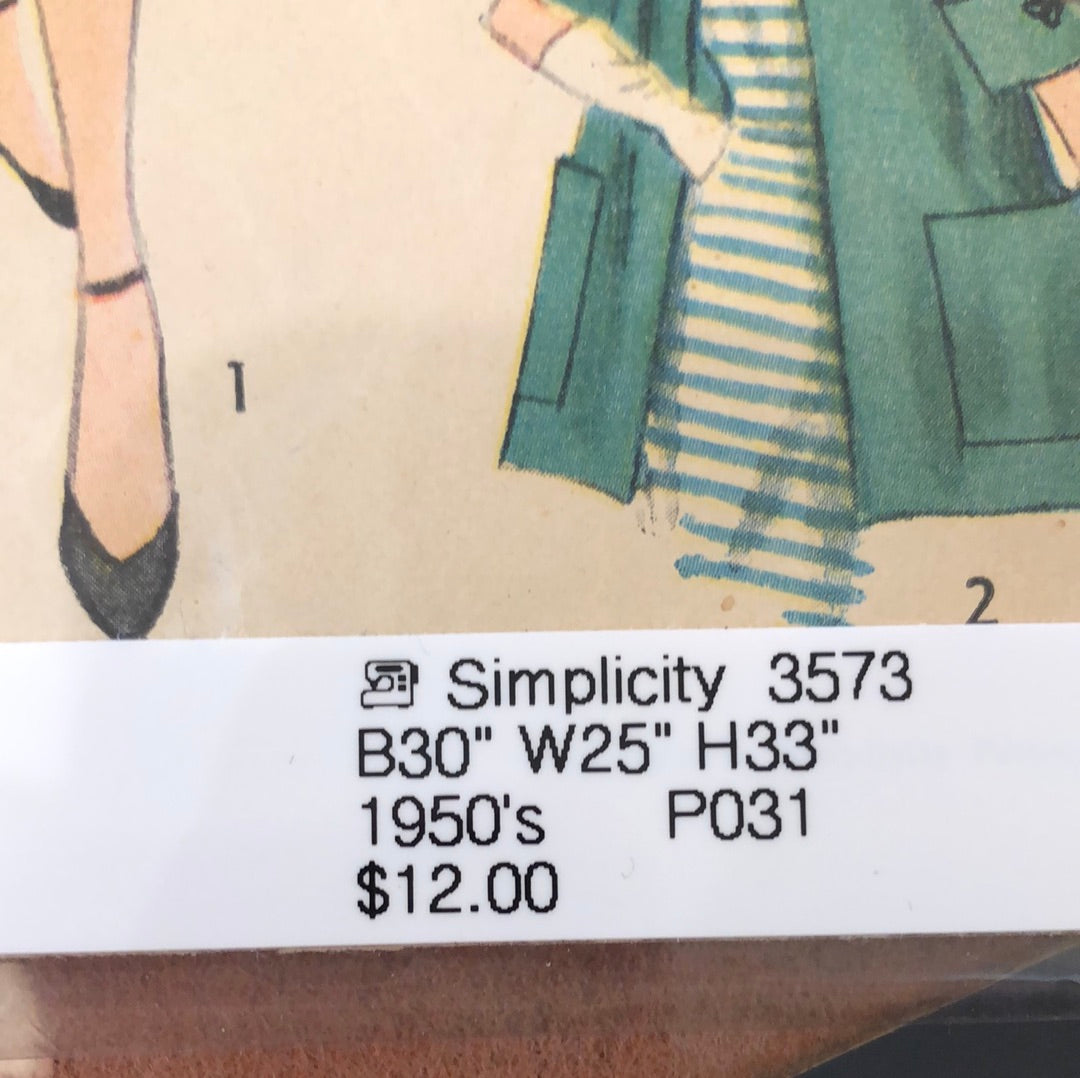 1
2
Simplicity 3573
B30" W25" H33"
1950's P031
$12.00